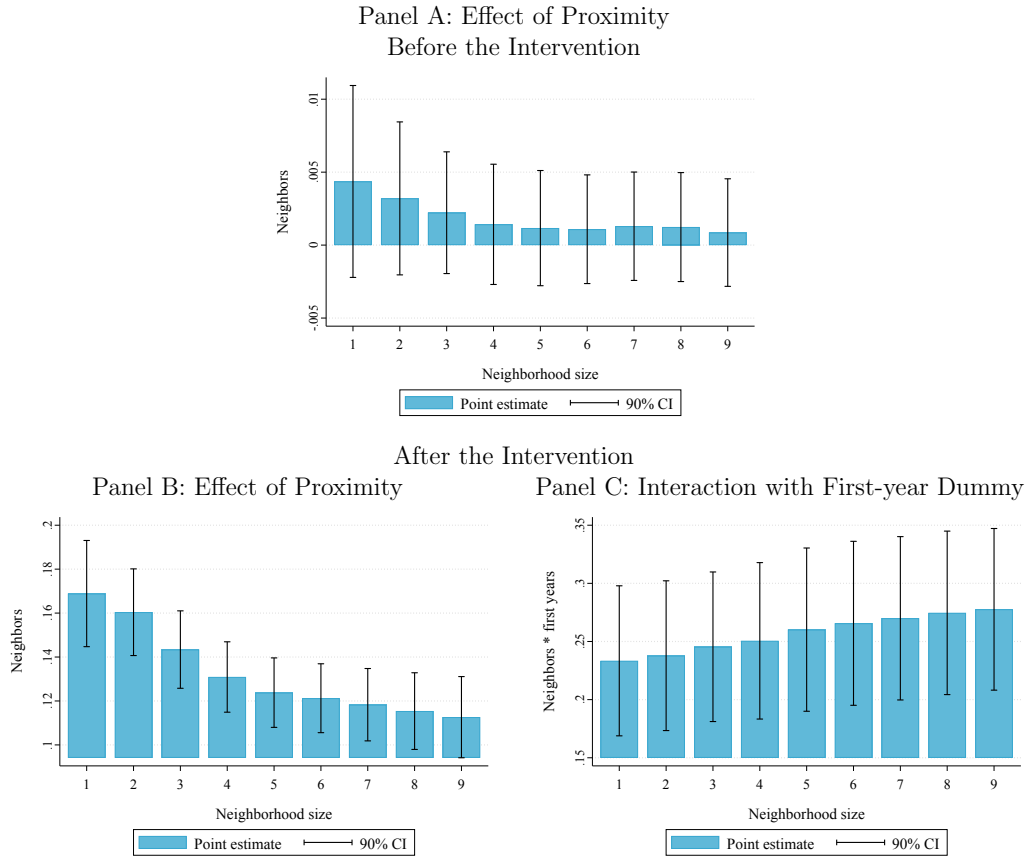 Panel A: Effect of Proximity
Before the Intervention
Neighbors
.01
.005
0
-.005
1 2 3 4 5 6 7 8 9
Neighborhood size
Point estimate 90% CI
After the Intervention
Panel B: Effect of Proximity
Neighbors
.2
.18
.16
.14
.12
.1
1 2 3 4 5 6 7 8 9
Neighborhood size
Point estimate 90% CI
Panel C: Interaction with First-year Dummy
Neighbors * first years
.35
.3
.25
.2
.15
1 2 3 4 5 6 7 8 9
Neighborhood size
Point estimate 90% CI